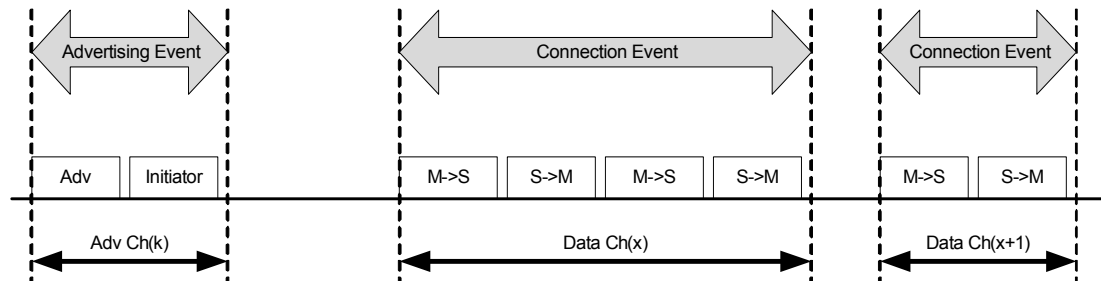 Advertising Event
Connection Event
Connection Event
Adv
Initiator
M->S
S->M
M->S
S->M
M->S
S->M
Adv Ch(k)
Data Ch(x)
Data Ch(x+1)